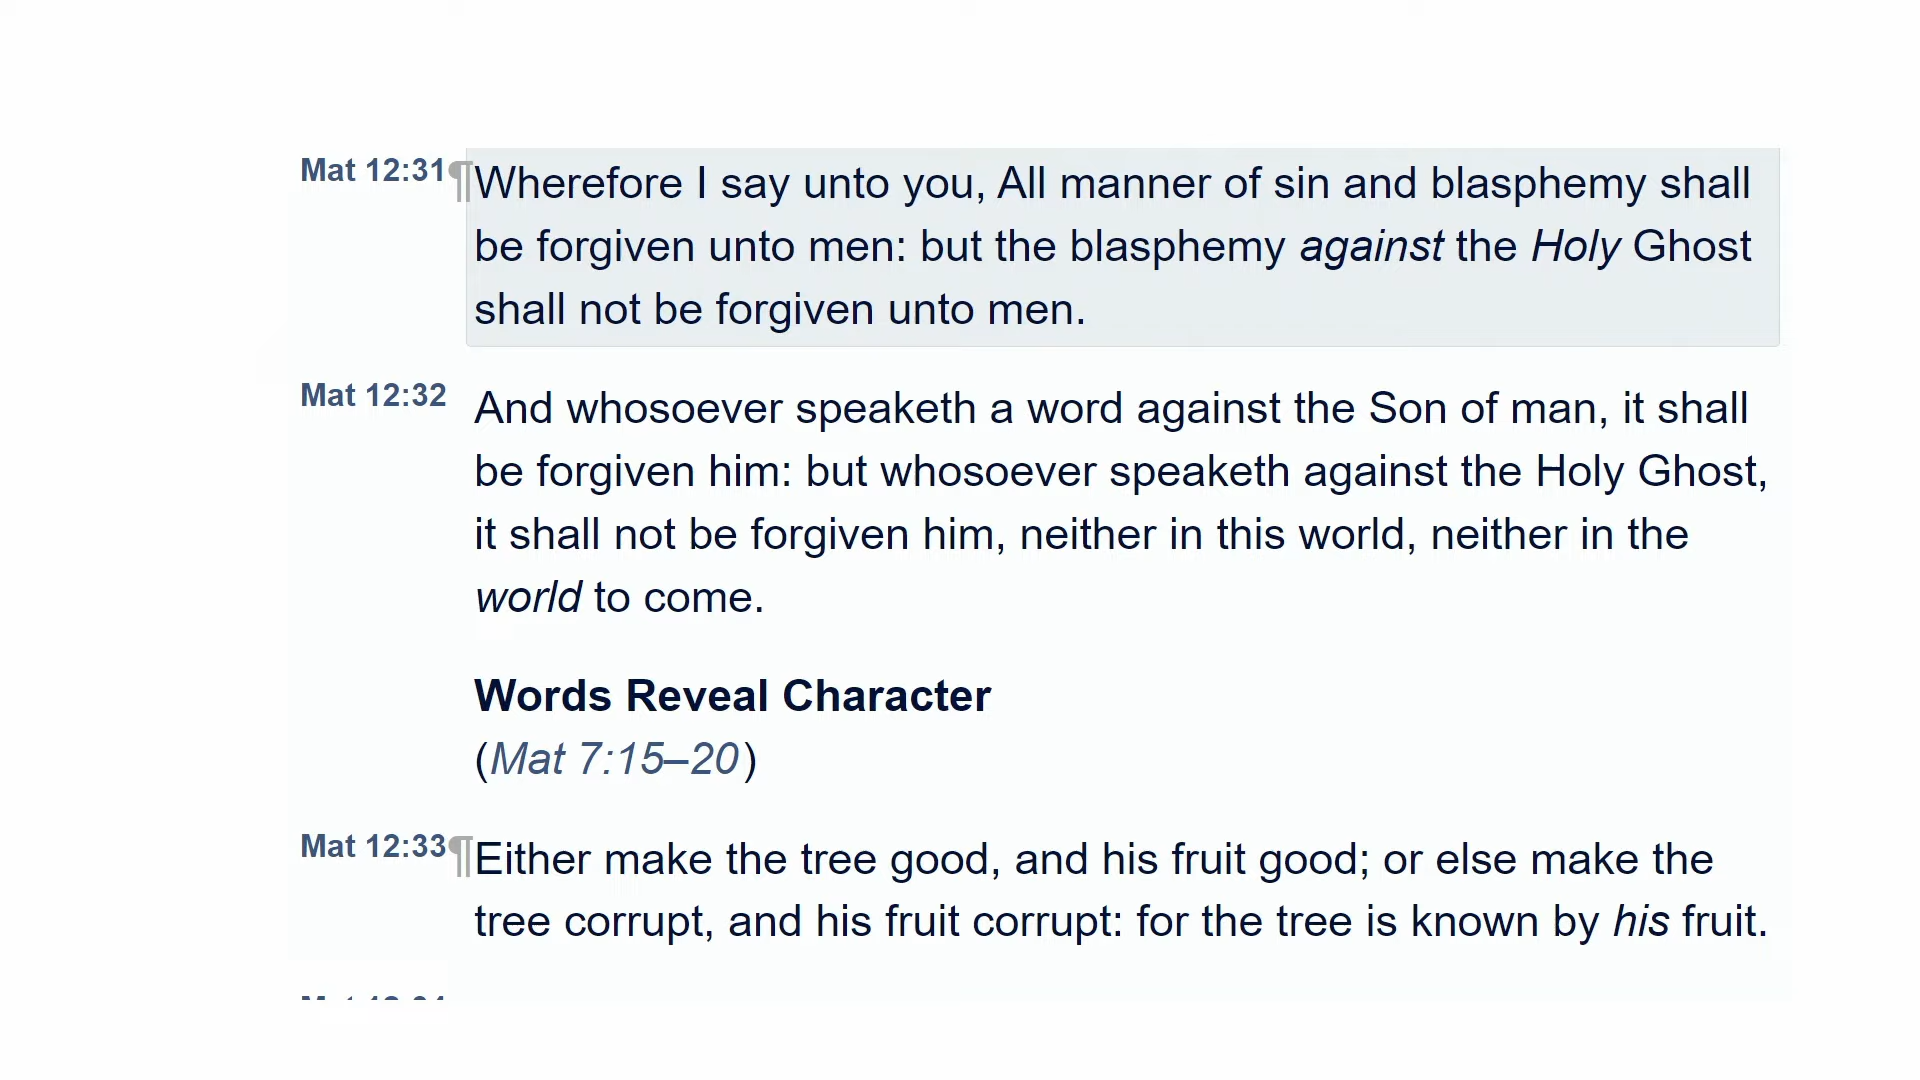 Mat 12:31 ¶ Wherefore I say unto you, All manner of sin and blasphemy shall
be forgiven unto men: but the blasphemy against the Holy Ghost
shall not be forgiven unto men.
Mat 12:32 And whosoever speaketh a word against the Son of man, it shall
be forgiven him: but whosoever speaketh against the Holy Ghost,
it shall not be forgiven him, neither in this world, neither in the
world to come.
Words Reveal Character
(Mat 7:15–20)
Mat 12:33 ¶ Either make the tree good, and his fruit good; or else make the
tree corrupt, and his fruit corrupt: for the tree is known by his fruit.